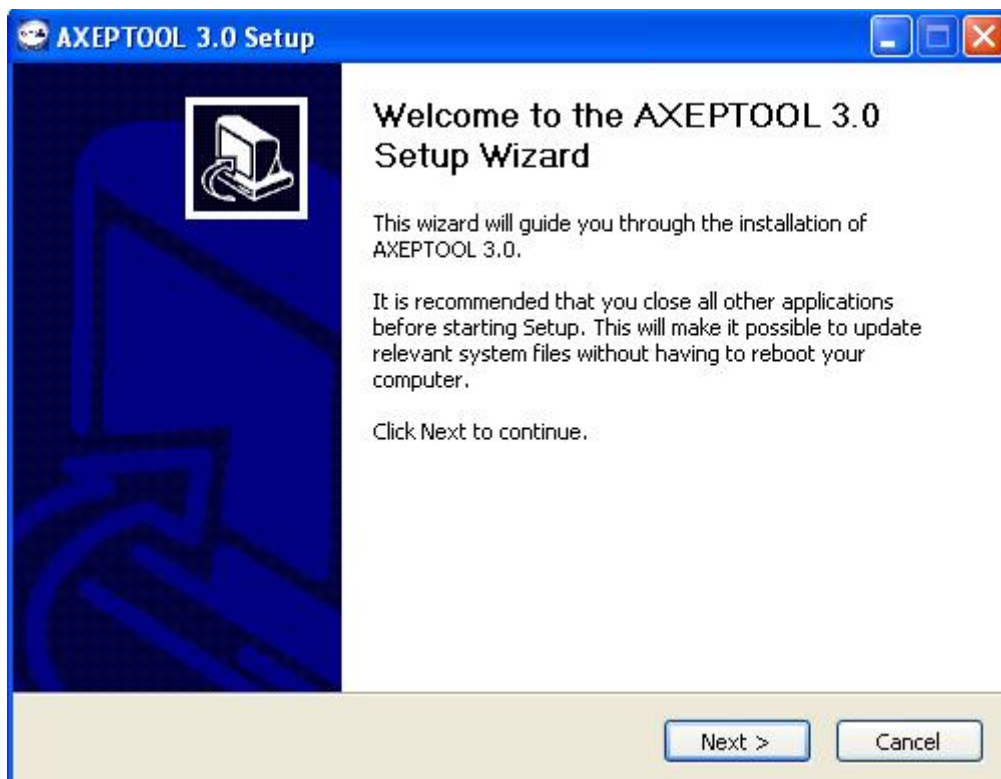 AXEPTOOL 3.0 Setup
Welcome to the AXEPTOOL 3.0
Setup Wizard
This wizard will guide you through the installation of
AXEPTOOL 3.0.
It is recommended that you close all other applications
before starting Setup. This will make it possible to update
relevant system files without having to reboot your
computer.
Click Next to continue.
Next >
Cancel